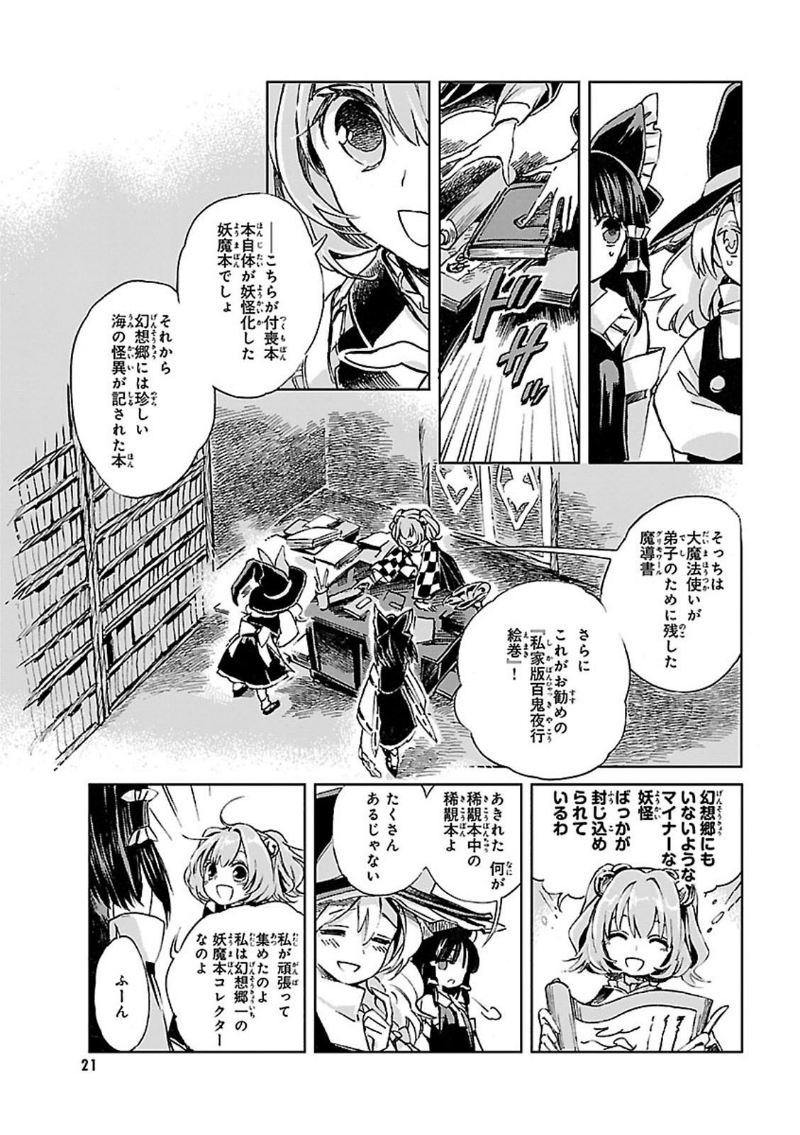 ドドドッ
――こちらが付喪本
本自体が妖怪化した
妖魔本でしょ
それから
幻想郷には珍しい
海の怪異が記された本
そっちは
大魔法使いが
弟子のために残した
魔導書
さらに
これがお勧めの
『私家版百鬼夜行
絵巻』！
幻想郷にも
いないような
マイナーな
妖怪
ばっかが
封じ込め
られて
いるわ
あきれた 何が
稀覯本中の
稀覯本よ
たくさん
あるじゃない
私が頑張って
集めたのよ
私は幻想郷一の
妖魔本コレクター
なのよ
ふーん
21